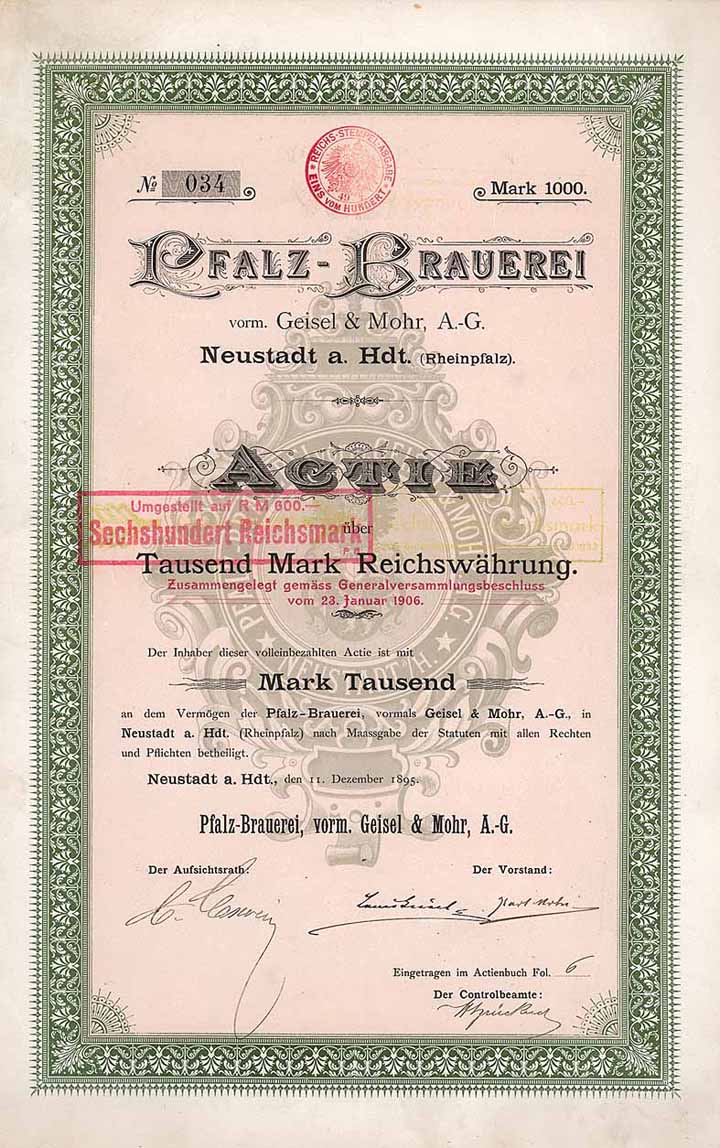 № 034
REICHS-STEMPEL-ABGABE
EINS VOM HUNDERT
Mark 1000.
PFALZ-BRAUEREI
vorm. Geisel & Mohr, A.-G.
Neustadt a. Hdt. (Rheinpfalz).
ACTIE
Umgestellt auf R M 600.—
Sechshundert Reichsmark
über
Tausend Mark Reichswährung.
Zusammengelegt gemäss Generalversammlungsbeschluss
vom 23. Januar 1906.
Der Inhaber dieser volleinbezahlten Actie ist mit
Mark Tausend
an dem Vermögen der Pfalz-Brauerei, vormals Geisel & Mohr, A.-G., in
Neustadt a. Hdt. (Rheinpfalz) nach Maassgabe der Statuten mit allen Rechten
und Pflichten betheiligt.
Neustadt a. Hdt., den 11. Dezember 1895.
Pfalz-Brauerei, vorm. Geisel & Mohr, A.-G.
Der Aufsichtsrath:
Der Vorstand:
Eingetragen im Actienbuch Fol. 6
Der Controlbeamte: